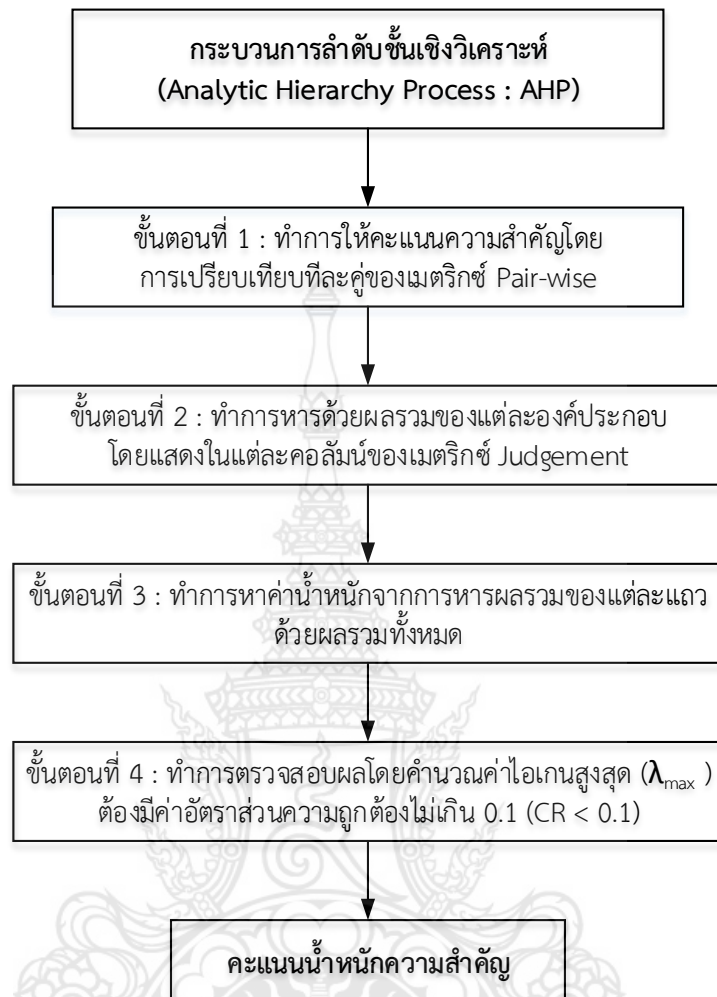 กระบวนการลำดับชั้นเชิงวิเคราะห์
(Analytic Hierarchy Process : AHP)
ขั้นตอนที่ 1 : ทำการให้คะแนนความสำคัญโดย
การเปรียบเทียบทีละคู่ของเมตริกซ์ Pair-wise
ขั้นตอนที่ 2 : ทำการหารด้วยผลรวมของแต่ละองค์ประกอบ
โดยแสดงในแต่ละคอลัมน์ของเมตริกซ์ Judgement
ขั้นตอนที่ 3 : ทำการหาค่าน้ำหนักจากการหารผลรวมของแต่ละแถว
ด้วยผลรวมทั้งหมด
ขั้นตอนที่ 4 : ทำการตรวจสอบผลโดยคำนวณค่าไอเกนสูงสุด (λmax )
ต้องมีค่าอัตราส่วนความถูกต้องไม่เกิน 0.1 (CR < 0.1)
คะแนนน้ำหนักความสำคัญ